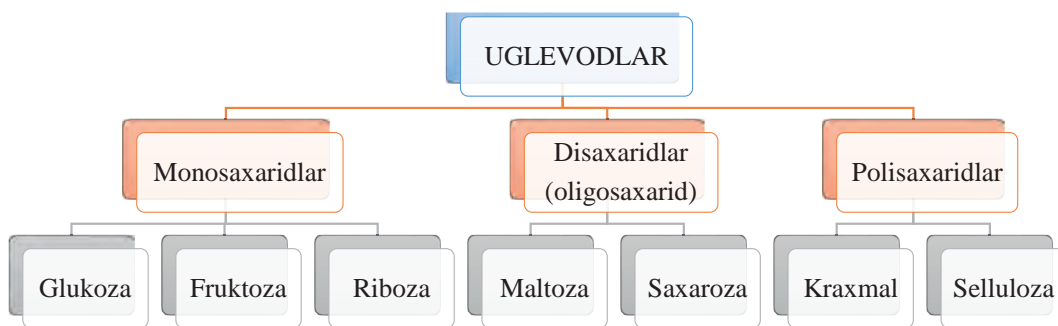 UGLEVODLAR
Monosaxaridlar
Disaxaridlar
(oligosaxarid)
Polisaxaridlar
Glukoza
Fruktoza
Riboza
Maltoza
Saxaroza
Kraxmal
Selluloza